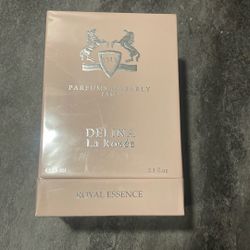 PARFUMS de MARLY
PARIS
DELINA
La Rosée
ROYAL ESSENCE